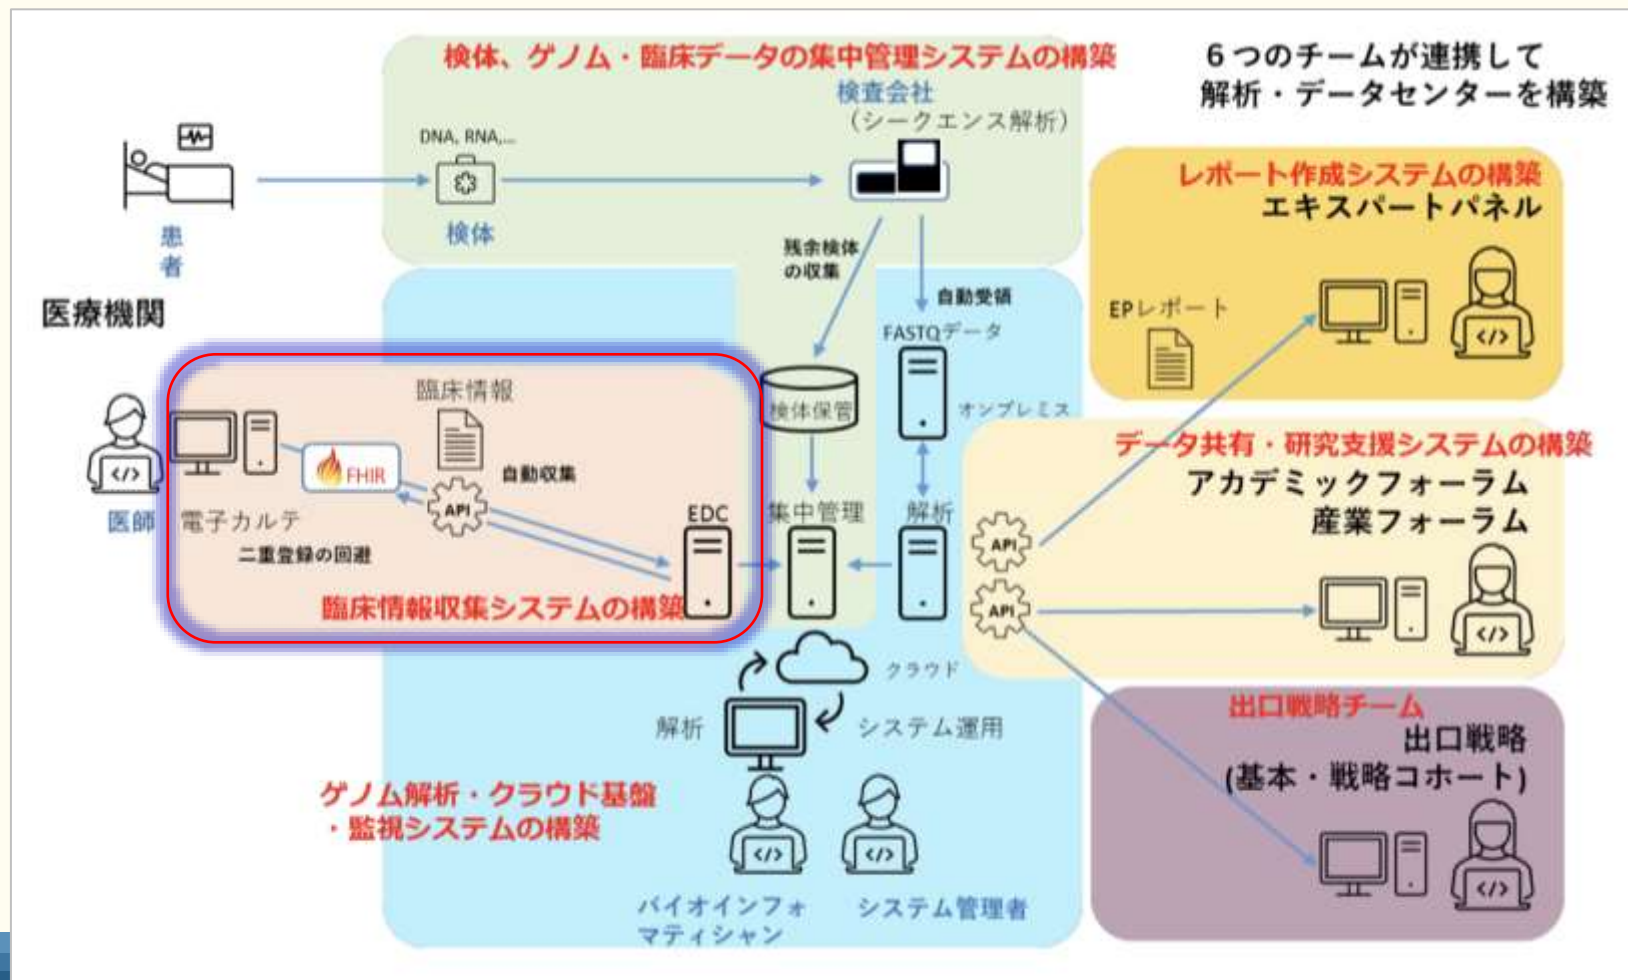 検体、ゲノム・臨床データの集中管理システムの構築
６つのチームが連携して
解析・データセンターを構築
検査会社
（シークエンス解析）
DNA, RNA,...
検体
患
者
残余検体
の収集
自動受領
FASTQデータ
レポート作成システムの構築
エキスパートパネル
EPレポート
医療機関
臨床情報
検体保管
オンプレミス
FHIR
自動収集
API
医師
電子カルテ
二重登録の回避
EDC
集中管理
解析
臨床情報収集システムの構築
データ共有・研究支援システムの構築
アカデミックフォーラム
産業フォーラム
API
API
クラウド
解析
システム運用
出口戦略チーム
出口戦略
(基本・戦略コホート)
ゲノム解析・クラウド基盤
・監視システムの構築
バイオインフォ
マティシャン
システム管理者